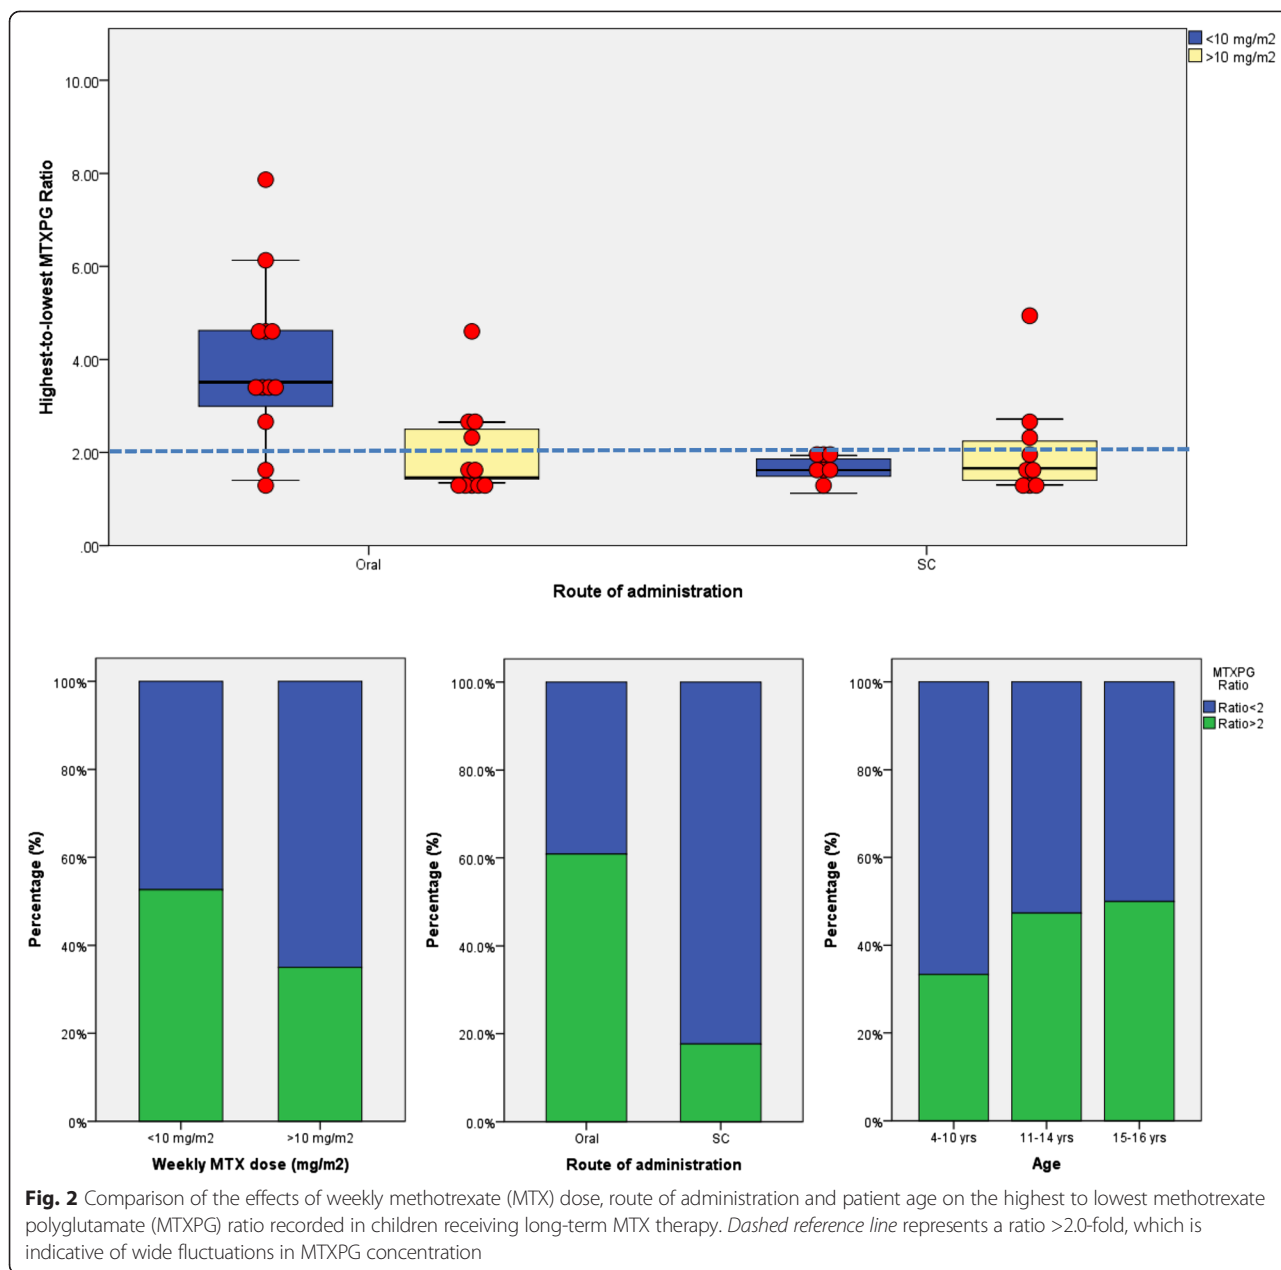 <10 mg/m2
>10 mg/m2
10.00
8.00
6.00
4.00
2.00
.00
Highest-to-lowest MTXPG Ratio
Oral
SC
Route of administration
100%
80%
60%
40%
20%
0%
Percentage (%)
<10 mg/m2
>10 mg/m2
Weekly MTX dose (mg/m2)
100.0%
80.0%
60.0%
40.0%
20.0%
0.0%
Percentage (%)
Oral
SC
Route of administration
100%
80%
60%
40%
20%
0%
Percentage (%)
4-10 yrs
11-14 yrs
15-16 yrs
Age
MTXPG
Ratio
Ratio<2
Ratio>2
Fig. 2 Comparison of the effects of weekly methotrexate (MTX) dose, route of administration and patient age on the highest to lowest methotrexate
polyglutamate (MTXPG) ratio recorded in children receiving long-term MTX therapy. Dashed reference line represents a ratio >2.0-fold, which is
indicative of wide fluctuations in MTXPG concentration